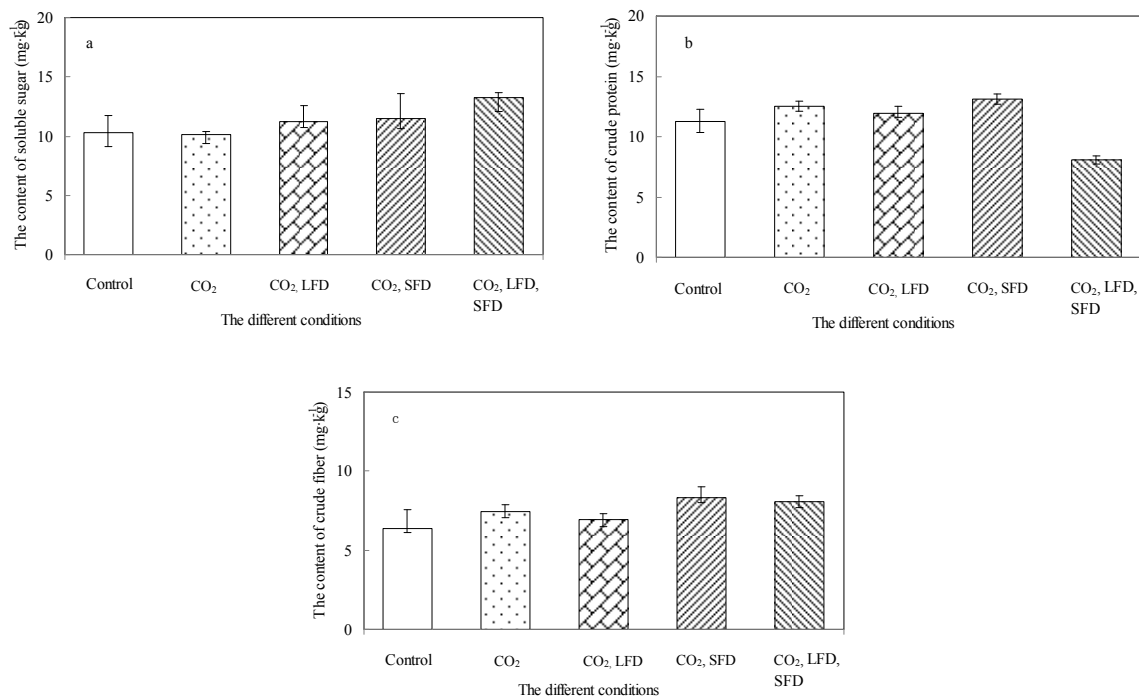 The content of soluble sugar (mg·kg⁻¹)
20
15
10
5
0
a
Control CO₂ CO₂, LFD CO₂, SFD CO₂, LFD,
SFD
The different conditions
The content of crude protein (mg·kg⁻¹)
20
15
10
5
0
b
Control CO₂ CO₂, LFD CO₂, SFD CO₂, LFD,
SFD
The different conditions
The content of crude fiber (mg·kg⁻¹)
15
10
5
0
c
Control CO₂ CO₂, LFD CO₂, SFD CO₂, LFD,
SFD
The different conditions